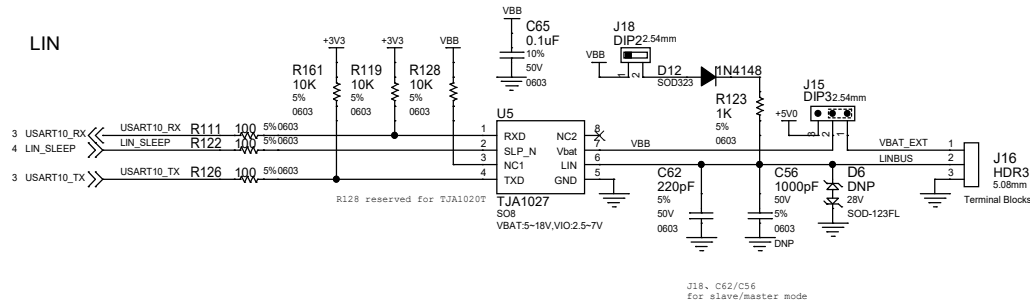 LIN
+3V3
+3V3
VBB
R161
10K
5%
0603
R119
10K
5%
0603
R128
10K
5%
0603
VBB
C65
0.1uF
10%
50V
0603
J18
DIP2 2.54mm
VBB
1
2
D12
SOD323
1N4148
R123
1K
5%
0603
J15
DIP3 2.54mm
+5V0
3
2
1
3 USART10_RX
USART10_RX R111 100 5% 0603
4 LIN_SLEEP
LIN_SLEEP R122 100 5% 0603
3 USART10_TX
USART10_TX R126 100 5% 0603
R128 reserved for TJA1020T
U5
1 RXD
2 SLP_N
3 NC1
4 TXD
NC2 8
Vbat 7
LIN 6
GND 5
TJA1027
SO8
VBAT:5~18V,VIO:2.5~7V
VBB
VBAT_EXT
LINBUS
C62
220pF
5%
50V
0603
C56
1000pF
50V
5%
0603
DNP
D6
DNP
28V
SOD-123FL
1
2
3
J16
HDR3
5.08mm
Terminal Blocks
J18、C62/C56
for slave/master mode